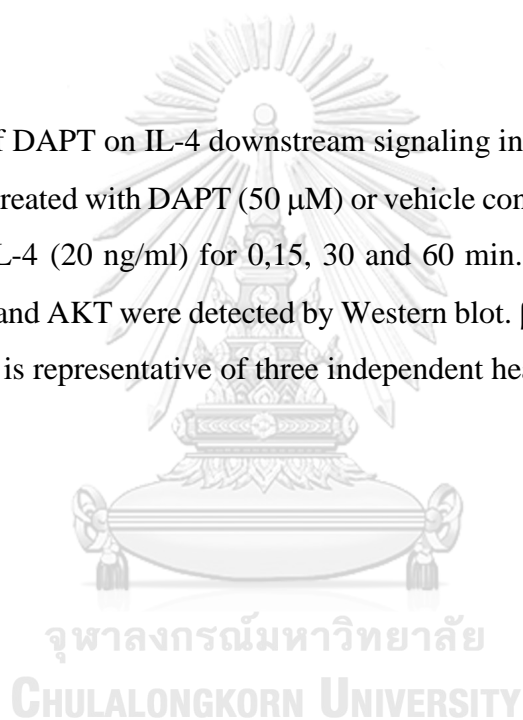 f DAPT on IL-4 downstream signaling in
reated with DAPT (50 μM) or vehicle con
L-4 (20 ng/ml) for 0,15, 30 and 60 min.
and AKT were detected by Western blot.
is representative of three independent hea
จุฬาลงกรณ์มหาวิทยาลัย
CHULALONGKORN UNIVERSITY